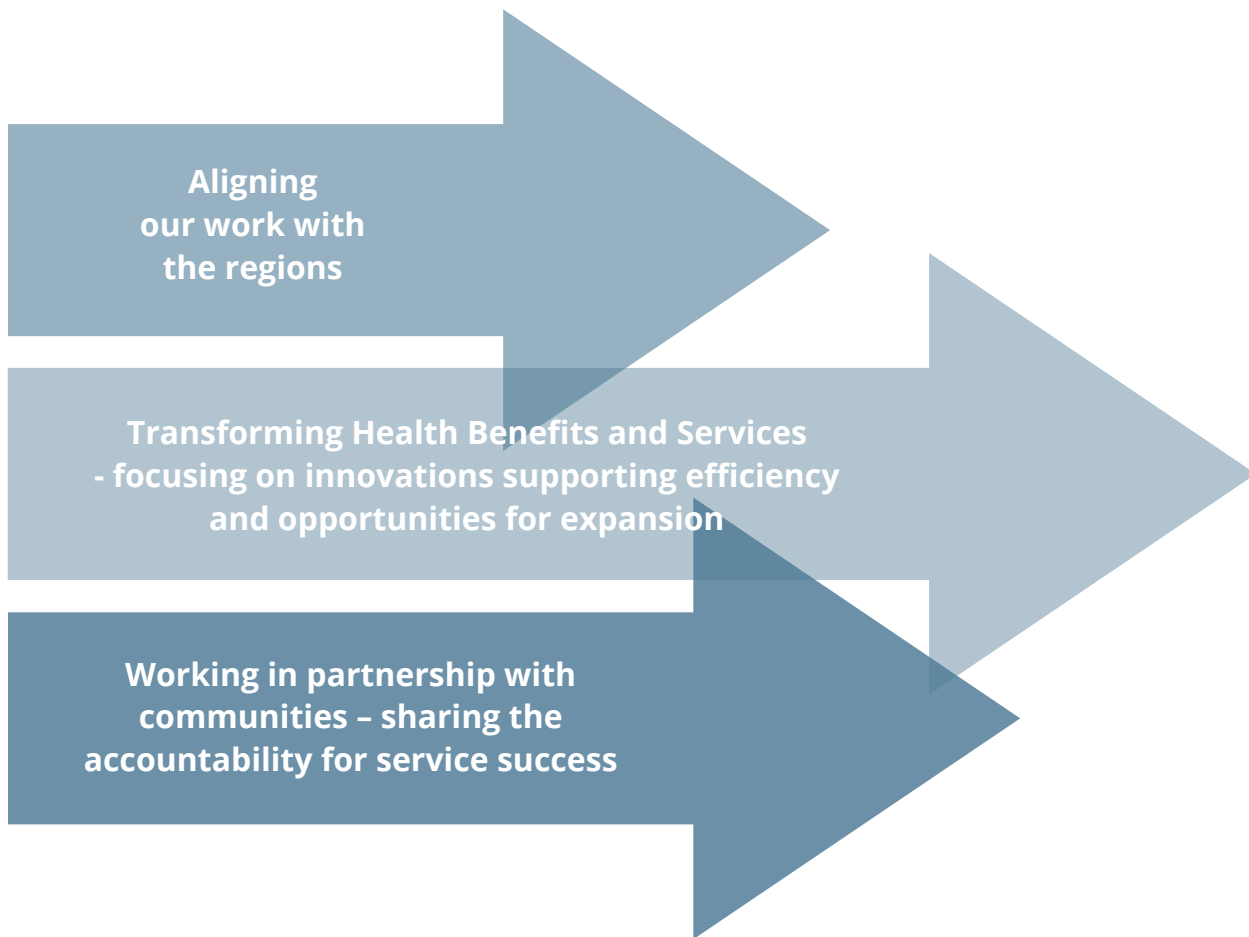 Aligning
our work with
the regions
Transforming Health Benefits and Services
- focusing on innovations supporting efficiency
and opportunities for expansion
Working in partnership with
communities – sharing the
accountability for service success